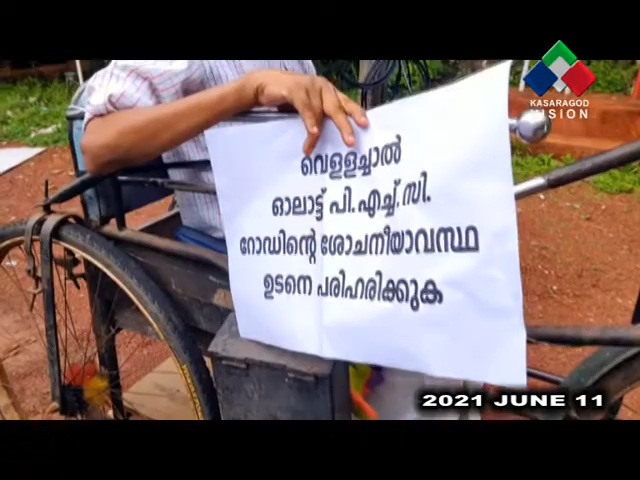 KASARAGOD
VISION
വെള്ളച്ചാൽ
ഓലാട്ട് പി.എച്ച്.സി.
റോഡിന്റെ ശോചനീയാവസ്ഥ
ഉടനെ പരിഹരിക്കുക
2021 JUNE 11